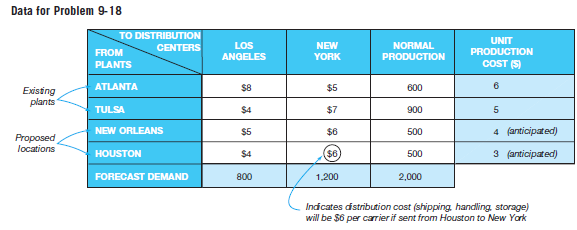 Data for Problem 9-18
TO DISTRIBUTION CENTERS
FROM PLANTS
LOS ANGELES
NEW YORK
NORMAL PRODUCTION
UNIT PRODUCTION COST ($)
Existing plants
ATLANTA $8 $5 600 6
TULSA $4 $7 900 5
Proposed locations
NEW ORLEANS $5 $6 500 4 (anticipated)
HOUSTON $4 $6 500 3 (anticipated)
FORECAST DEMAND 800 1,200 2,000
Indicates distribution cost (shipping, handling, storage)
will be $6 per carrier if sent from Houston to New York